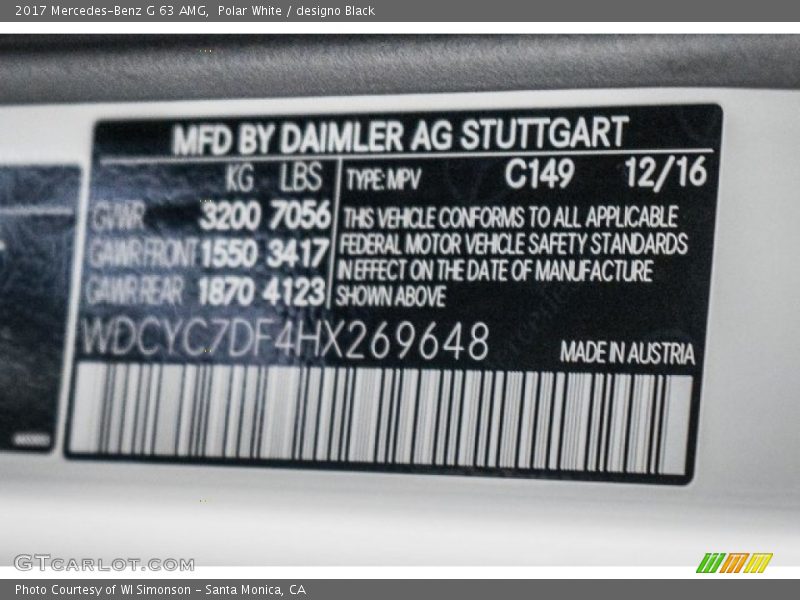 2017 Mercedes-Benz G 63 AMG,  Polar White / designo Black
MFD BY DAIMLER AG STUTTGART
KG LBS TYPE: MPV C149 12/16
GVWR 3200 7056 THIS VEHICLE CONFORMS TO ALL APPLICABLE
GAWR FRONT 1550 3417 FEDERAL MOTOR VEHICLE SAFETY STANDARDS
IN EFFECT ON THE DATE OF MANUFACTURE
GAWR REAR 1870 4123 SHOWN ABOVE
WDCYC7DF4HX269648
MADE IN AUSTRIA
GTcarlot.com
Photo Courtesy of WI Simonson - Santa Monica, CA